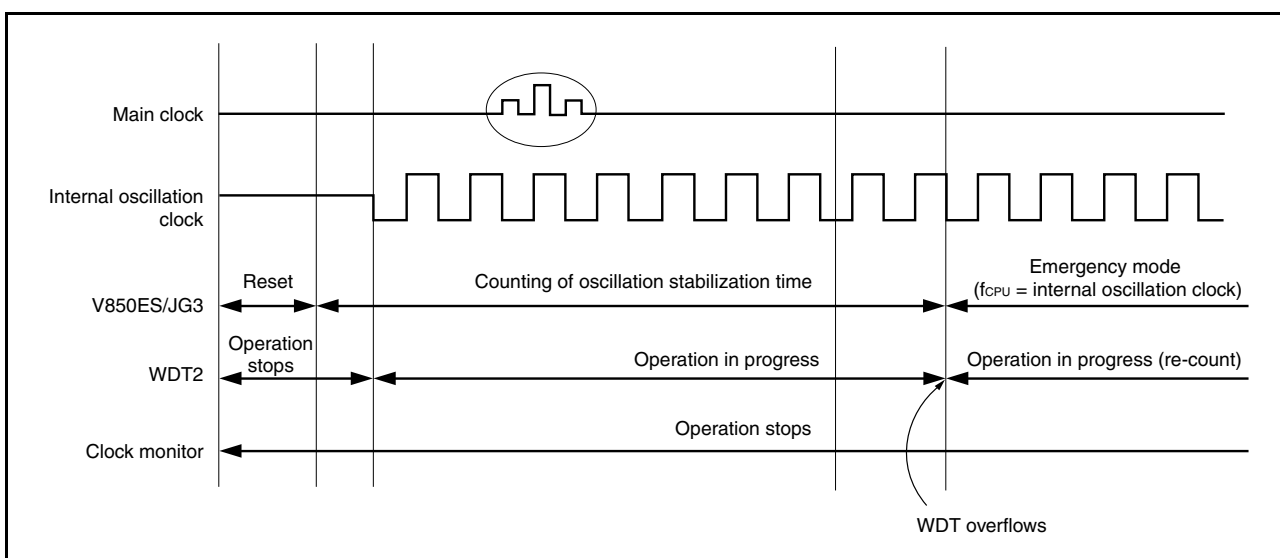 Main clock
Internal oscillation
clock
V850ES/JG3
Reset
Counting of oscillation stabilization time
Emergency mode
(fCPU = internal oscillation clock)
WDT2
Operation
stops
Operation in progress
Operation in progress (re-count)
Clock monitor
Operation stops
WDT overflows